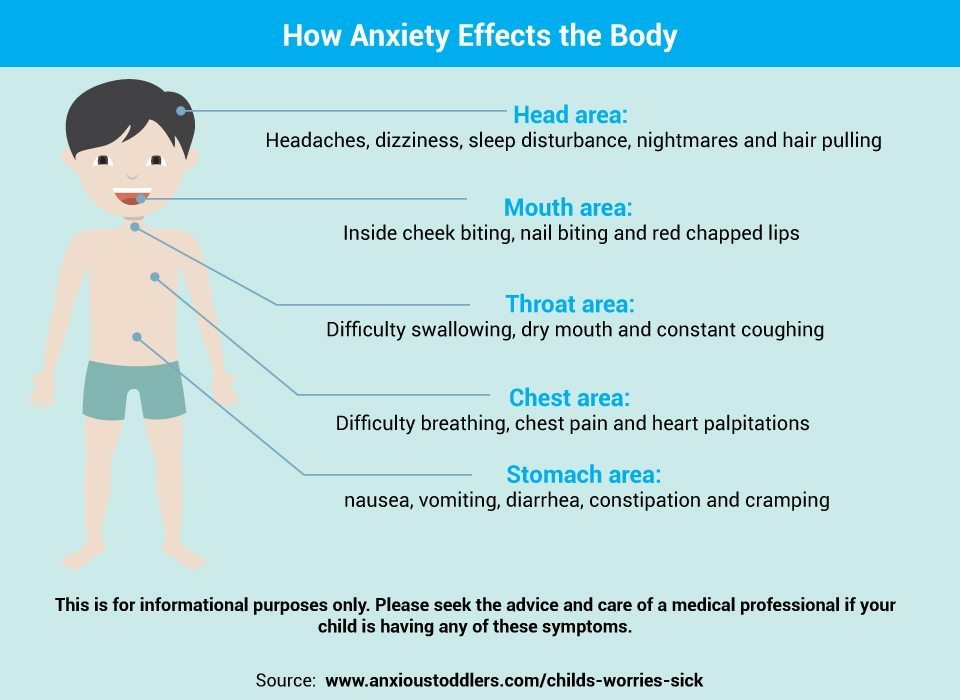 How Anxiety Effects the Body
Head area:
Headaches, dizziness, sleep disturbance, nightmares and hair pulling
Mouth area:
Inside cheek biting, nail biting and red chapped lips
Throat area:
Difficulty swallowing, dry mouth and constant coughing
Chest area:
Difficulty breathing, chest pain and heart palpitations
Stomach area:
nausea, vomiting, diarrhea, constipation and cramping
This is for informational purposes only. Please seek the advice and care of a medical professional if your
child is having any of these symptoms.
Source: www.anxioustoddlers.com/childs-worries-sick